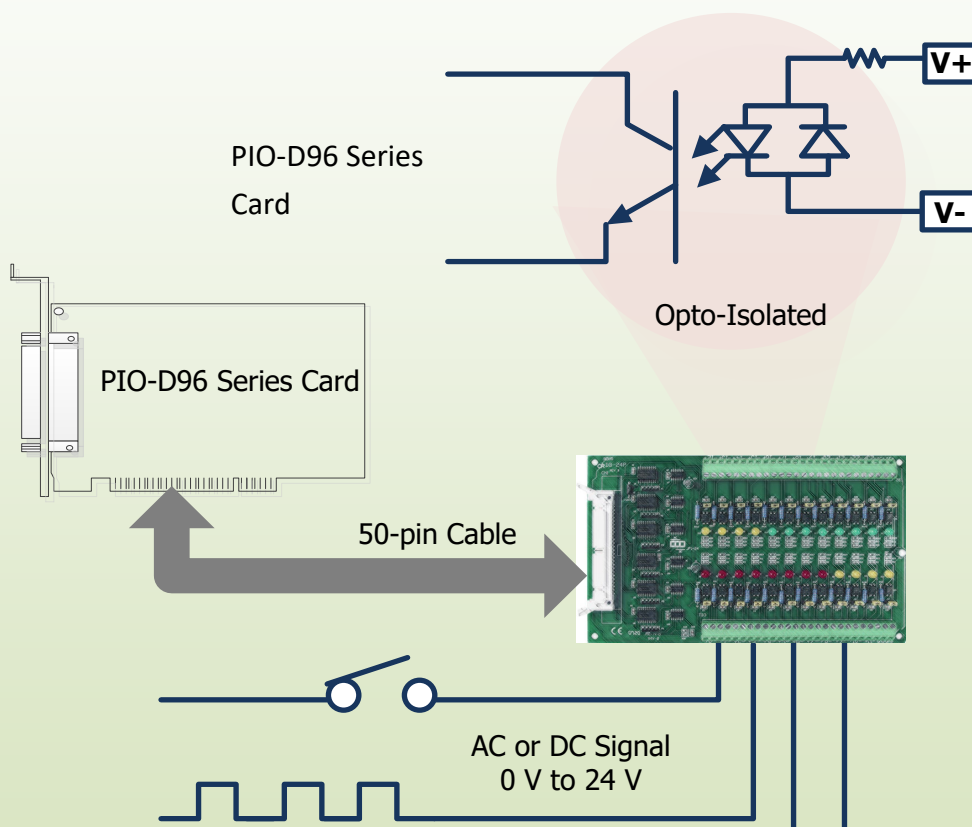 V+
PIO-D96 Series
Card
V-
Opto-Isolated
PIO-D96 Series Card
50-pin Cable
AC or DC Signal
0 V to 24 V